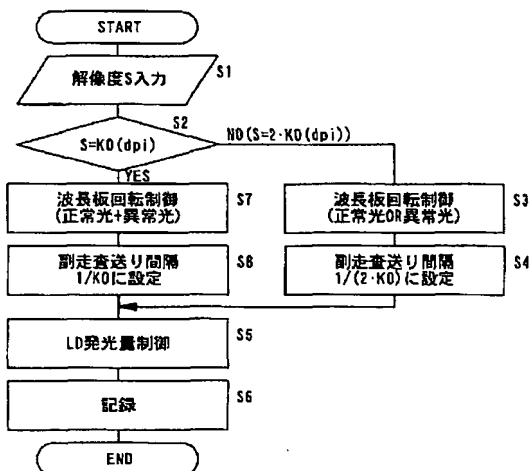 START
解像度S入力
S1
S2
S=K0(dpi)
NO(S=2·K0(dpi))
YES
波長板回転制御
(正常光+異常光)
S7
波長板回転制御
(正常光OR異常光)
S3
副走査送り間隔
1/K0に設定
S8
副走査送り間隔
1/(2·K0)に設定
S4
LD発光量制御
S5
記録
S6
END